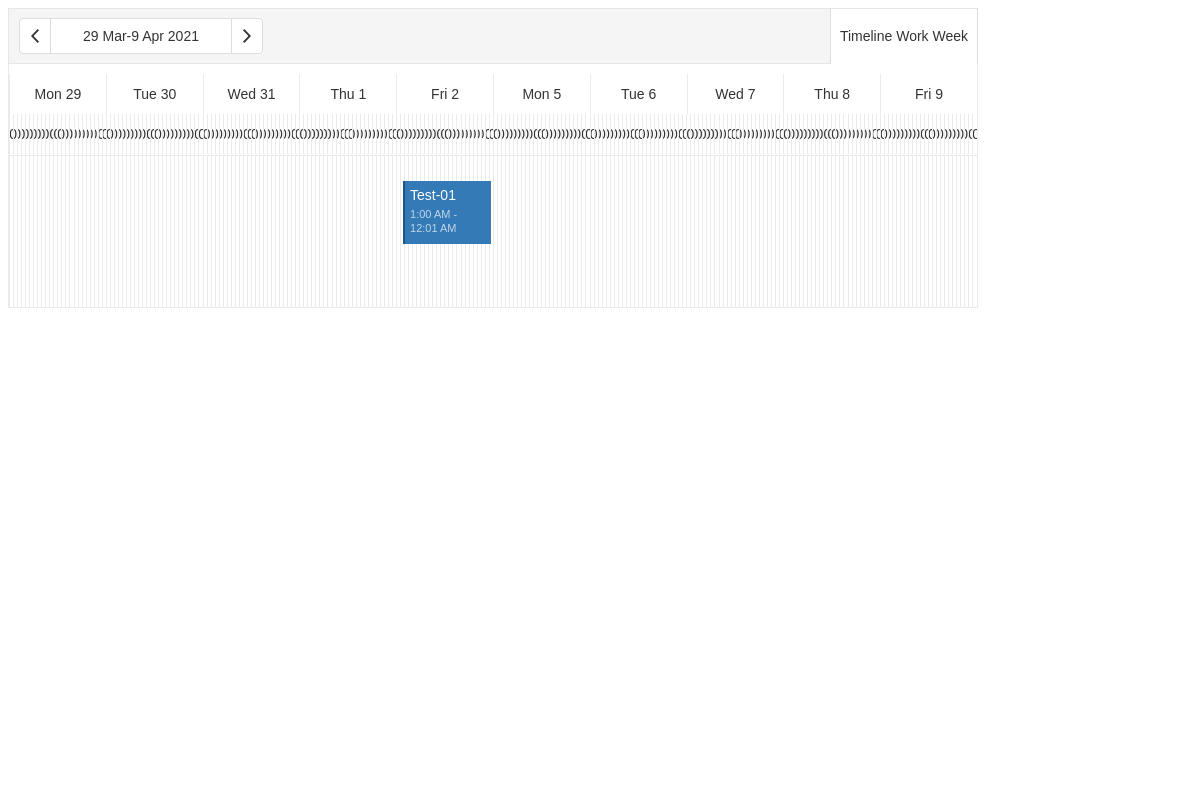 29 Mar-9 Apr 2021
Timeline Work Week
Mon 29 Tue 30 Wed 31 Thu 1 Fri 2 Mon 5 Tue 6 Wed 7 Thu 8 Fri 9
Test-01
1:00 AM -
12:01 AM